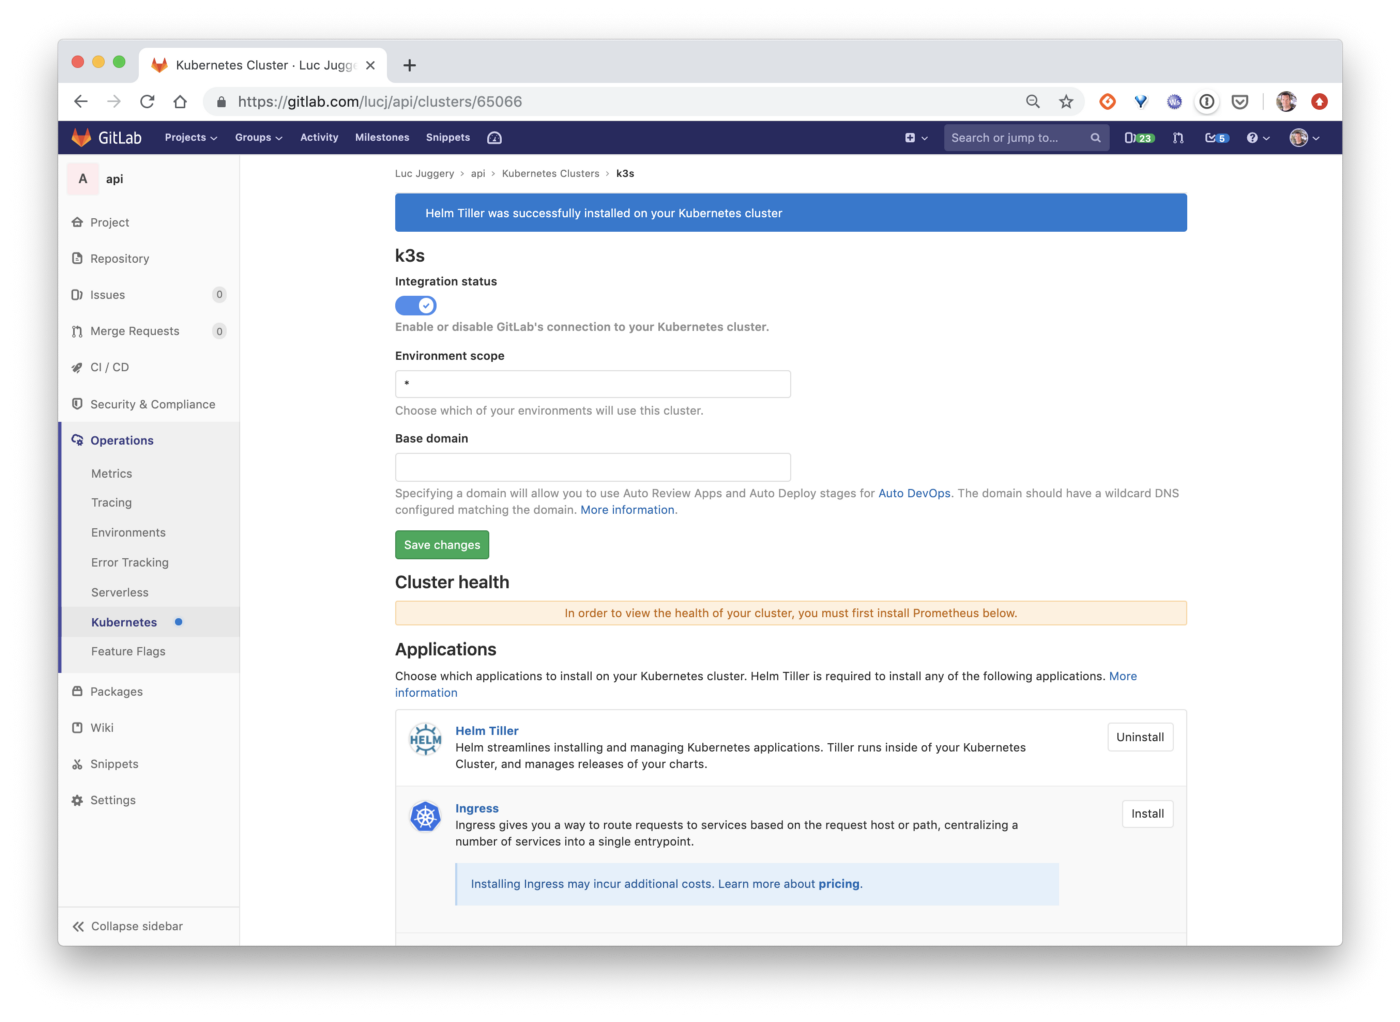 Kubernetes Cluster · Luc Jugge
https://gitlab.com/lucj/api/clusters/65066
GitLab Projects Groups Activity Milestones Snippets Search or jump to... 23 5
A api
Project
Repository
Issues 0
Merge Requests 0
CI / CD
Security & Compliance
Operations
Metrics
Tracing
Environments
Error Tracking
Serverless
Kubernetes
Feature Flags
Packages
Wiki
Snippets
Settings
Collapse sidebar
Luc Juggery > api > Kubernetes Clusters > k3s
Helm Tiller was successfully installed on your Kubernetes cluster
k3s
Integration status
Enable or disable GitLab's connection to your Kubernetes cluster.
Environment scope
*
Choose which of your environments will use this cluster.
Base domain
Specifying a domain will allow you to use Auto Review Apps and Auto Deploy stages for Auto DevOps. The domain should have a wildcard DNS
configured matching the domain. More information.
Save changes
Cluster health
In order to view the health of your cluster, you must first install Prometheus below.
Applications
Choose which applications to install on your Kubernetes cluster. Helm Tiller is required to install any of the following applications. More
information
HELM
Helm Tiller
Helm streamlines installing and managing Kubernetes applications. Tiller runs inside of your Kubernetes
Cluster, and manages releases of your charts.
Uninstall
Ingress
Ingress gives you a way to route requests to services based on the request host or path, centralizing a
number of services into a single entrypoint.
Install
Installing Ingress may incur additional costs. Learn more about pricing.